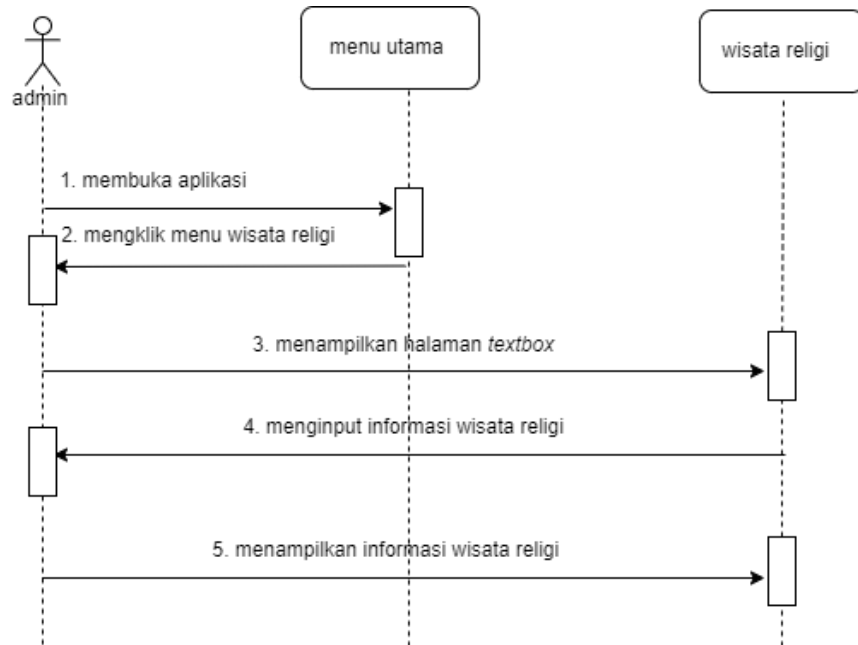 menu utama
wisata religi
admin
1. membuka aplikasi
2. mengklik menu wisata religi
3. menampilkan halaman textbox
4. menginput informasi wisata religi
5. menampilkan informasi wisata religi